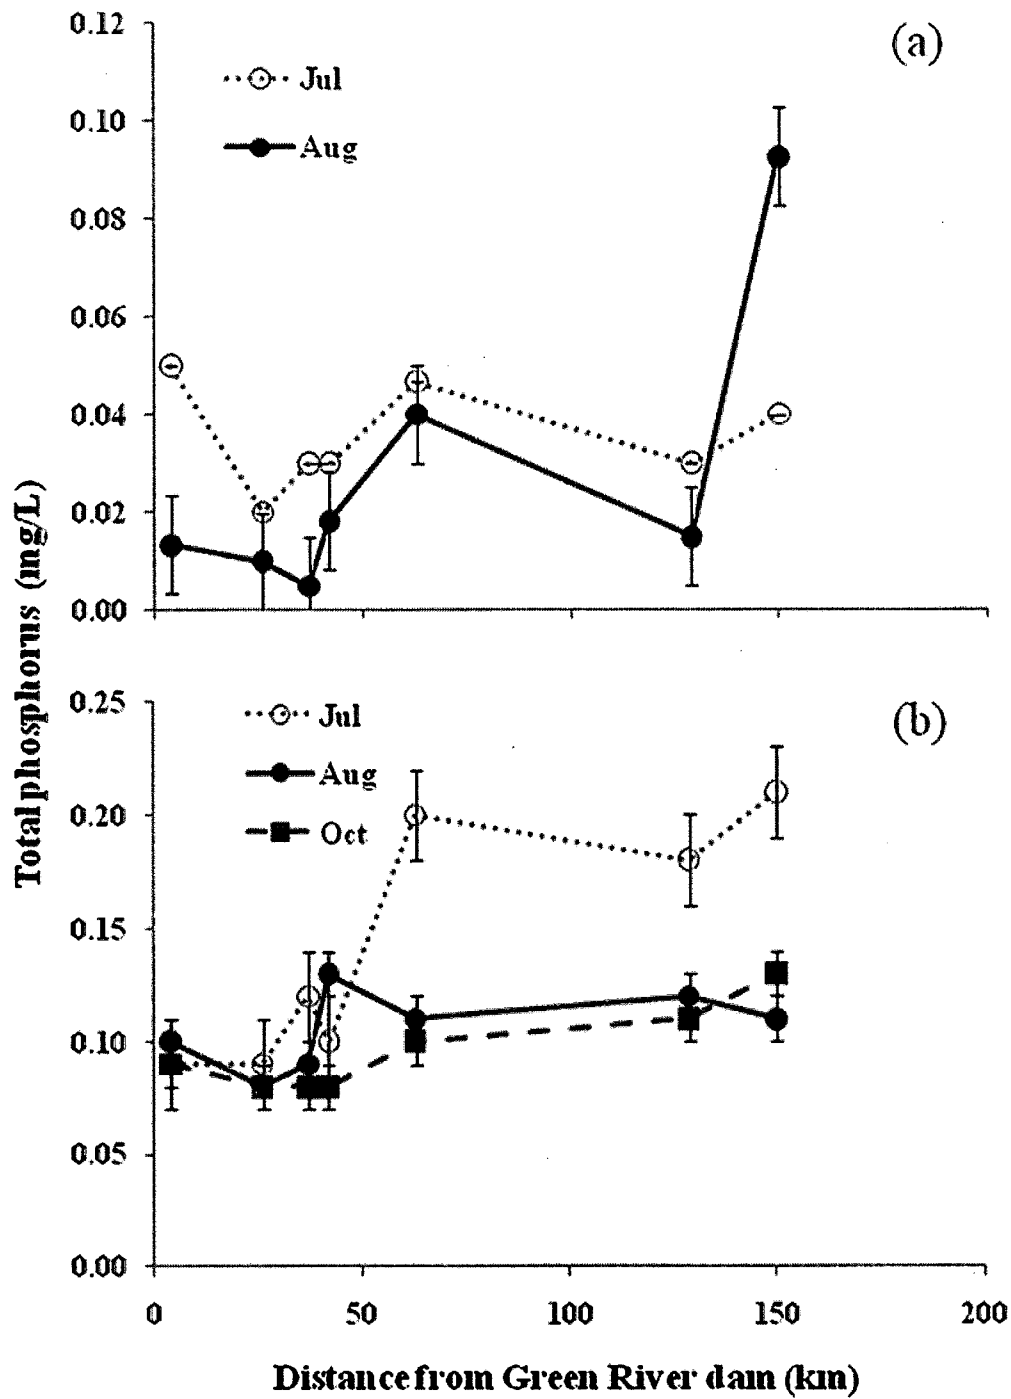 (a)
Jul
Aug
0.12
0.10
0.08
0.06
0.04
0.02
0.00
Total phosphorus (mg/L)
(b)
Jul
Aug
Oct
0.25
0.20
0.15
0.10
0.05
0.00
0 50 100 150 200
Distance from Green River dam (km)